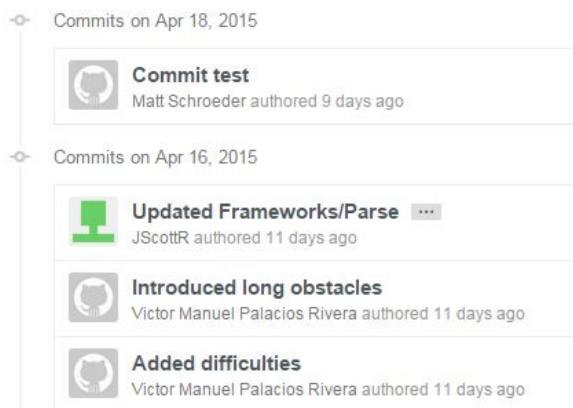 Commits on Apr 18, 2015
Commit test
Matt Schroeder authored 9 days ago
Commits on Apr 16, 2015
Updated Frameworks/Parse ...
JScottR authored 11 days ago
Introduced long obstacles
Victor Manuel Palacios Rivera authored 11 days ago
Added difficulties
Victor Manuel Palacios Rivera authored 11 days ago